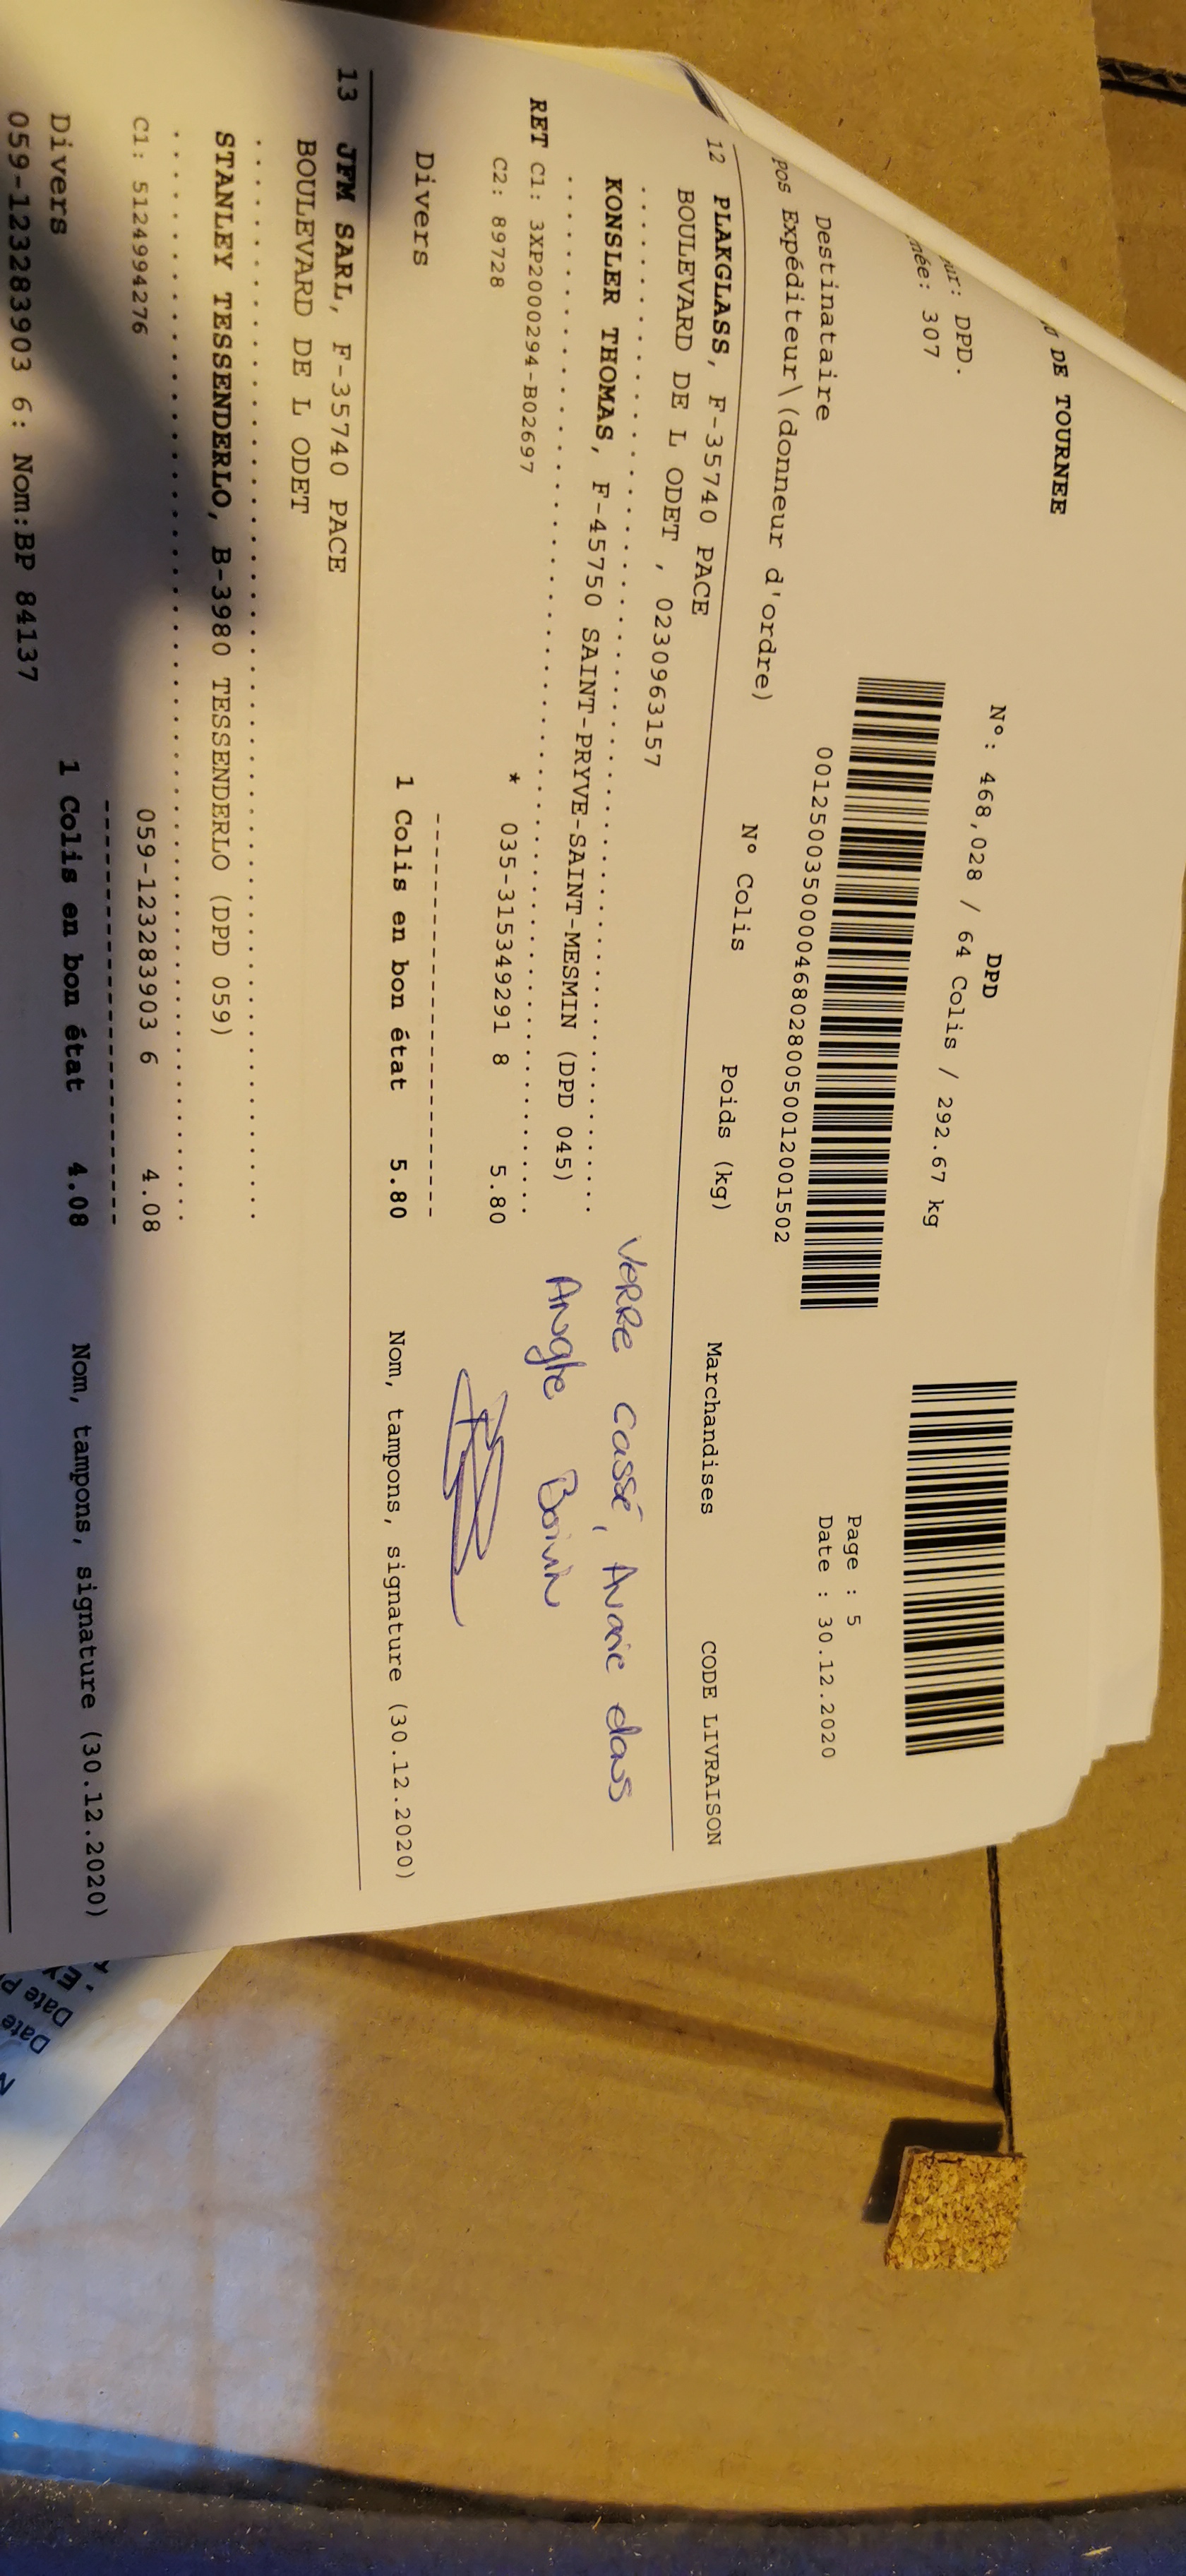 DE TOURNEE
DPD
Nº: 468,028 / 64 Colis / 292.67 kg
DPD.
307
Page : 5
Date : 30.12.2020
00125003500004680280050012001502
Destinataire
pos Expéditeur\ (donneur d'ordre) Nº Colis Poids (kg) Marchandises CODE LIVRAISON
12 PLAKGLASS, F-35740 PACE
BOULEVARD DE L ODET , 0230963157
KONSLER THOMAS, F-45750 SAINT-PRYVE-SAINT-MESMIN (DPD 045)
Verre cassé, Avarie dans
Angle
RET C1: 3XP2000294-B02697
C2: 89728 * 035-315349291 8 5.80
Divers 1 Colis en bon état 5.80 Nom, tampons, signature (30.12.2020)
13 JFM SARL, F-35740 PACE
BOULEVARD DE L ODET
STANLEY TESSENDERLO, B-3980 TESSENDERLO (DPD 059)
C1: 5124994276 059-123283903 6 4.08
Divers 1 Colis en bon état 4.08 Nom, tampons, signature (30.12.2020)
059-123283903 6: Nom:BP 84137
Date
Date